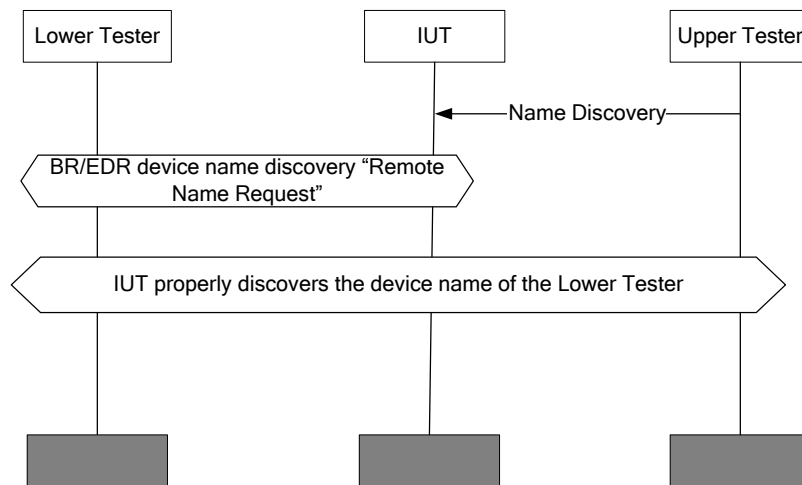 Lower Tester
IUT
Upper Tester
Name Discovery
BR/EDR device name discovery “Remote
Name Request”
IUT properly discovers the device name of the Lower Tester